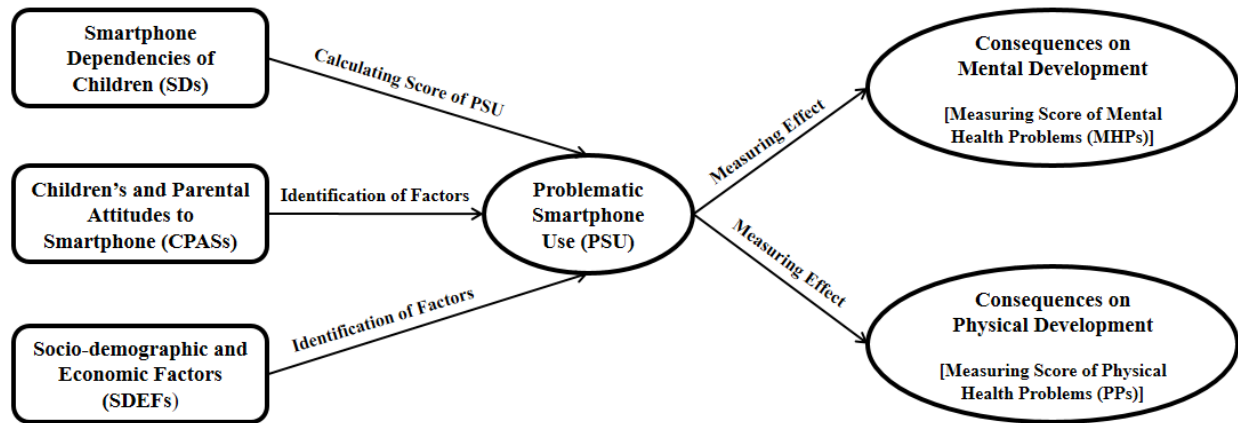 Smartphone
Dependencies of
Children (SDs)
Calculating Score of PSU
Children's and Parental
Attitudes to
Smartphone (CPASs)
Identification of Factors
Socio-demographic and
Economic Factors
(SDEFs)
Identification of Factors
Problematic
Smartphone
Use (PSU)
Measuring Effect
Consequences on
Mental Development
[Measuring Score of Mental
Health Problems (MHPs)]
Measuring Effect
Consequences on
Physical Development
[Measuring Score of Physical
Health Problems (PPs)]